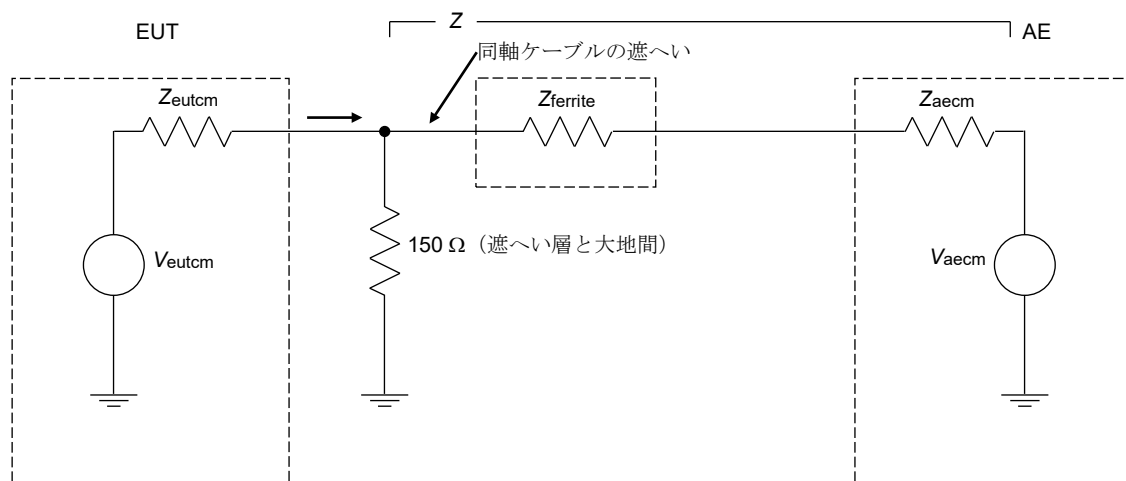 Z
EUT
AE
同軸ケーブルの遮へい
Zeutcm
Zferrite
Zaecm
150 Ω（遮へい層と大地間）
Veutcm
Vaecm